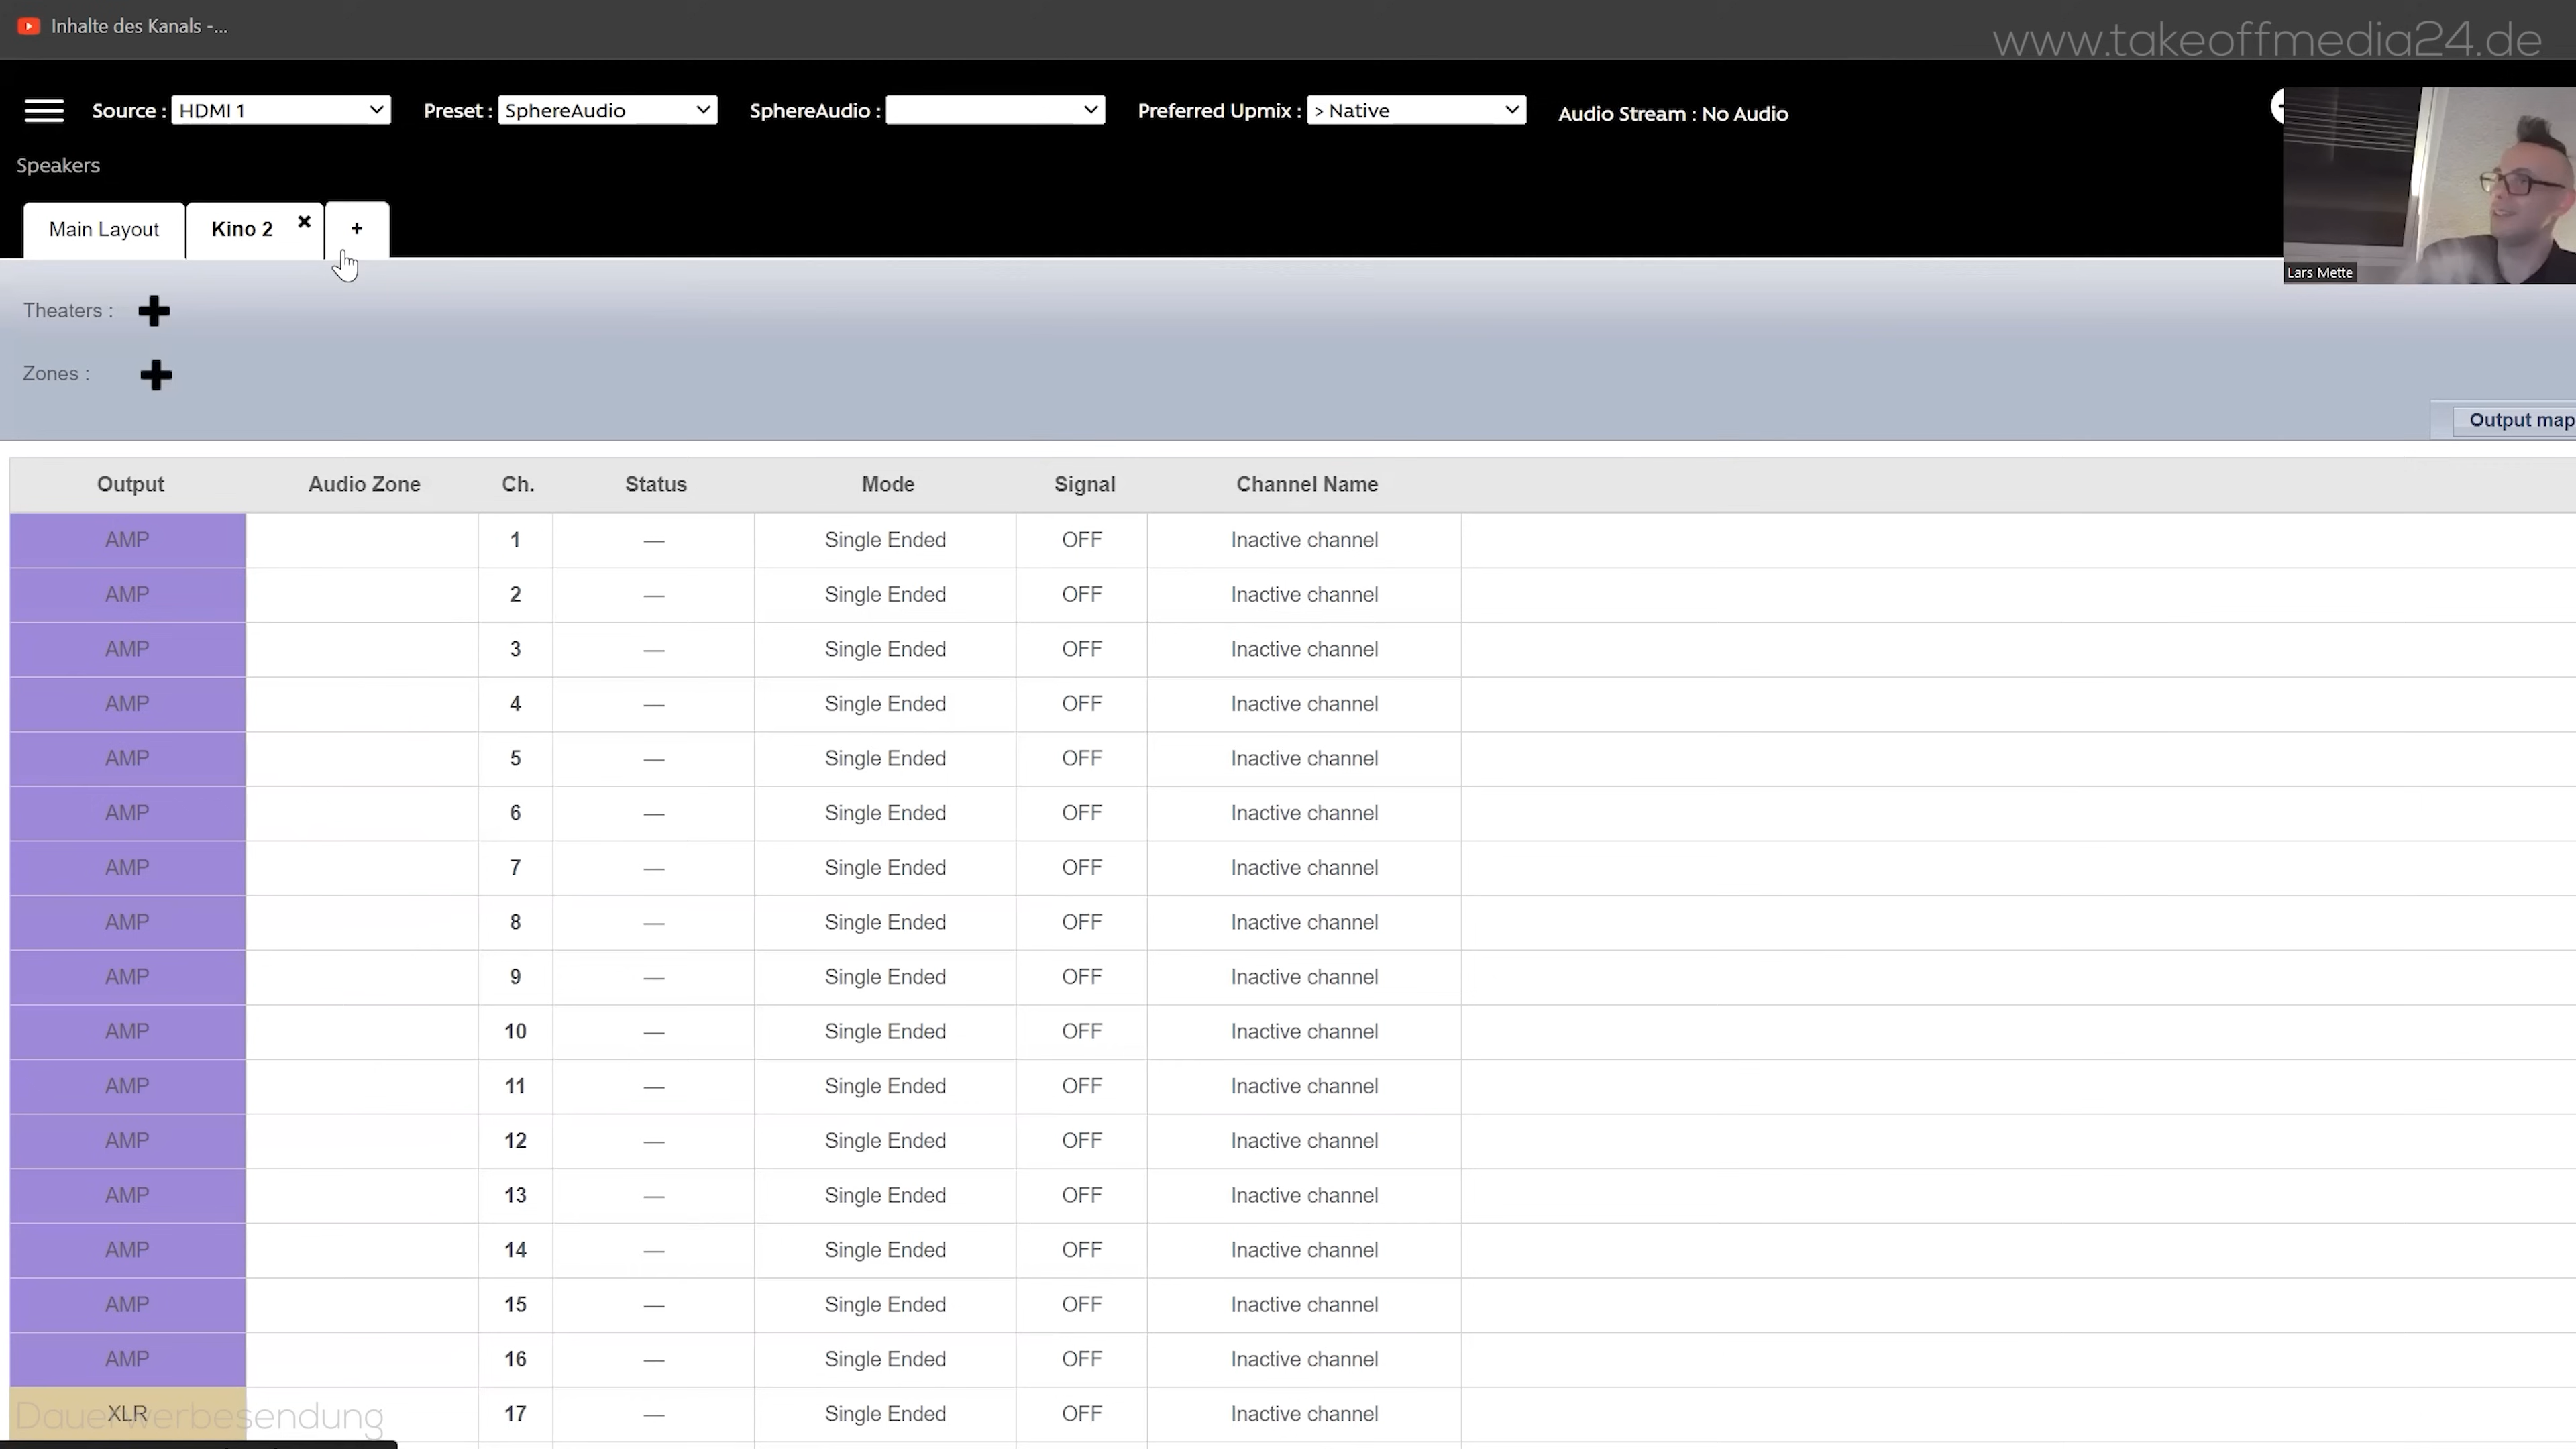 Inhalte des Kanals -...
www.takeoffmedia24.de
Source : HDMI 1 Preset : SphereAudio SphereAudio : Preferred Upmix : > Native Audio Stream : No Audio
Speakers
Main Layout Kino 2 × +
Lars Mette
Theaters :
Zones :
Output map
Output Audio Zone Ch. Status Mode Signal Channel Name
AMP 1 — Single Ended OFF Inactive channel
AMP 2 — Single Ended OFF Inactive channel
AMP 3 — Single Ended OFF Inactive channel
AMP 4 — Single Ended OFF Inactive channel
AMP 5 — Single Ended OFF Inactive channel
AMP 6 — Single Ended OFF Inactive channel
AMP 7 — Single Ended OFF Inactive channel
AMP 8 — Single Ended OFF Inactive channel
AMP 9 — Single Ended OFF Inactive channel
AMP 10 — Single Ended OFF Inactive channel
AMP 11 — Single Ended OFF Inactive channel
AMP 12 — Single Ended OFF Inactive channel
AMP 13 — Single Ended OFF Inactive channel
AMP 14 — Single Ended OFF Inactive channel
AMP 15 — Single Ended OFF Inactive channel
AMP 16 — Single Ended OFF Inactive channel
XLR 17 — Single Ended OFF Inactive channel
Dauerwerbesendung